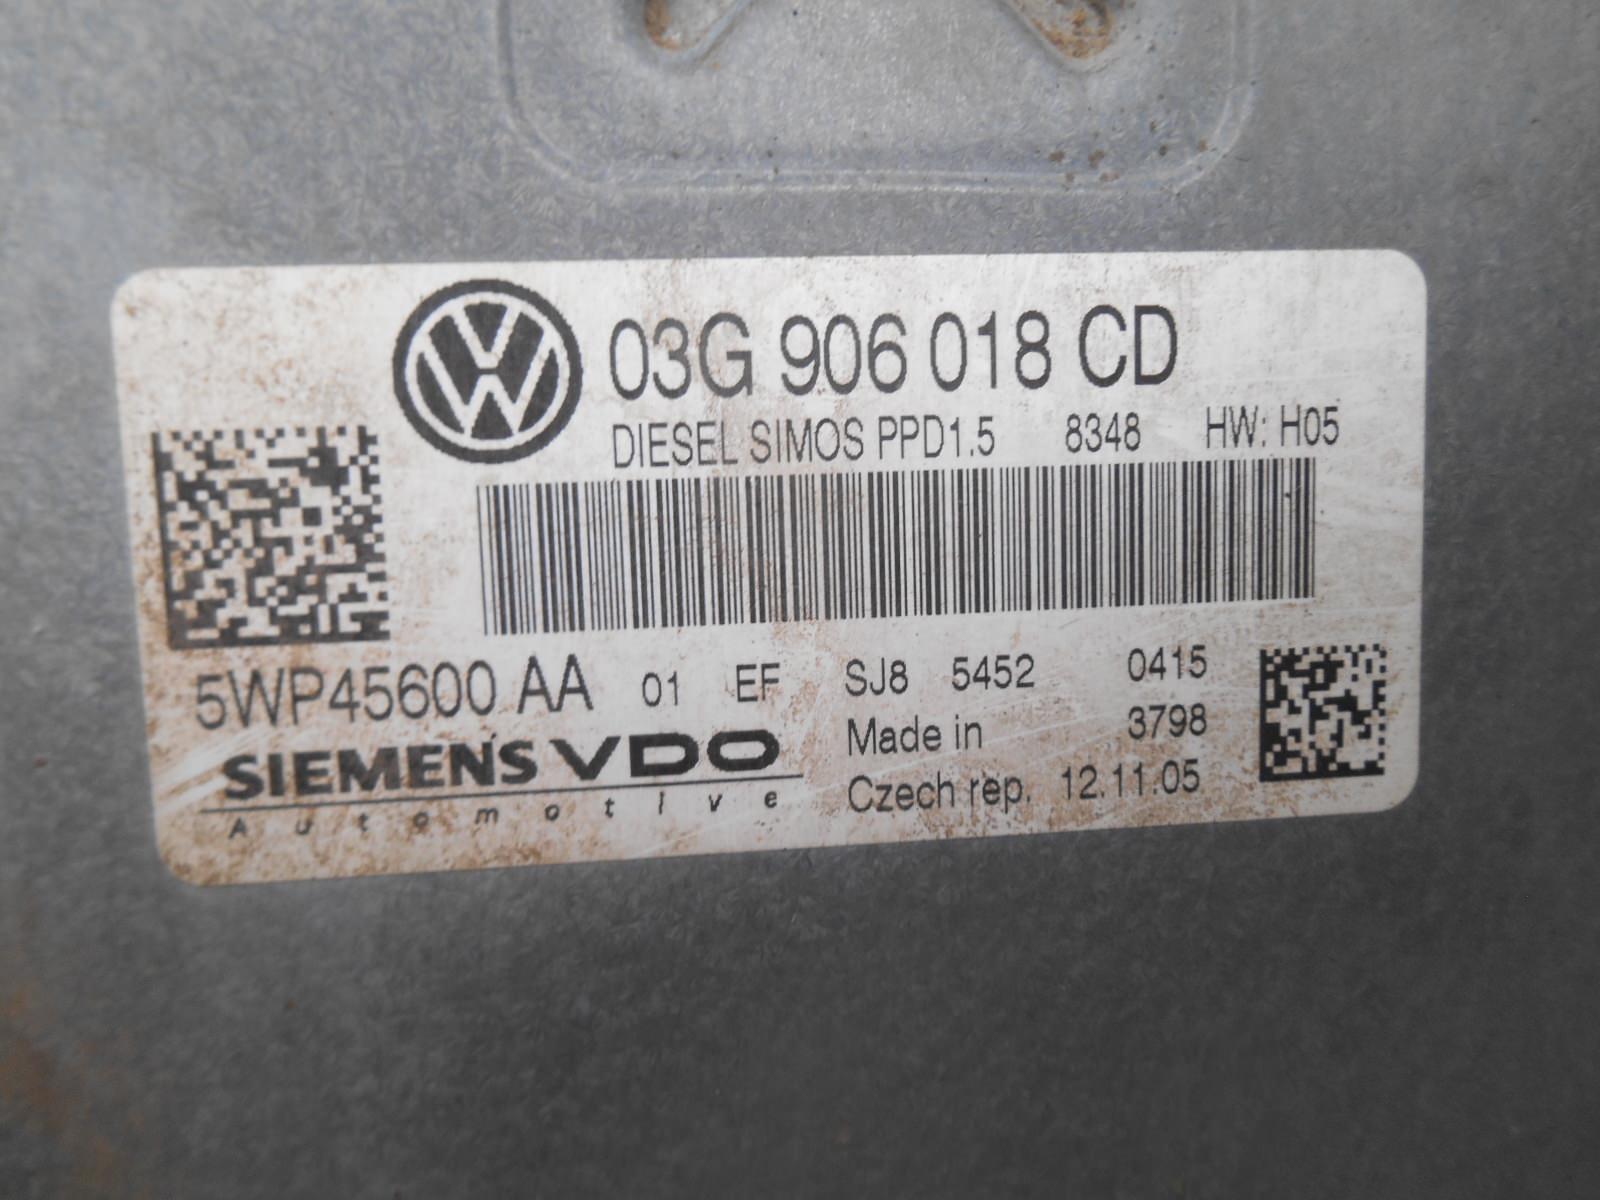 03G 906 018 CD
DIESEL SIMOS PPD1.5 8348 HW: H05
5WP45600 AA 01 EF SJ8 5452 0415
SIEMENS VDO Made in 3798
Automotive Czech rep. 12.11.05